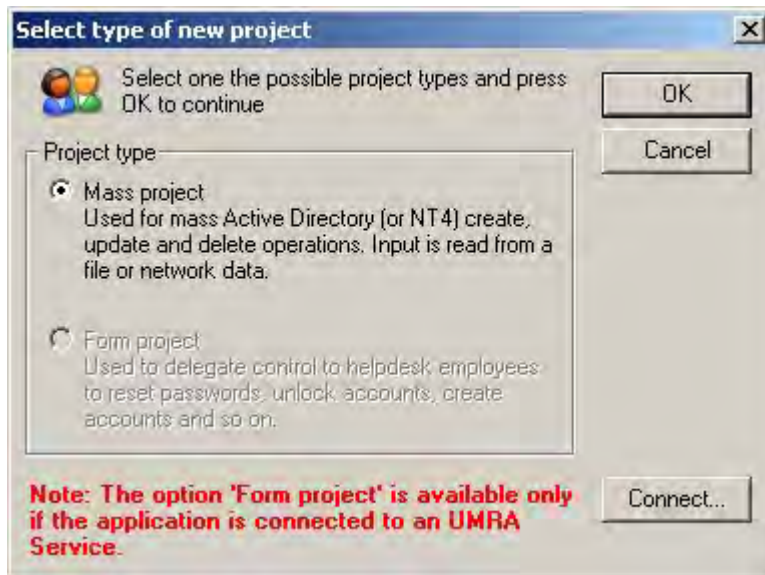 Select type of new project
Select one the possible project types and press
OK to continue
OK
Cancel
Project type
Mass project
Used for mass Active Directory (or NT4) create,
update and delete operations. Input is read from a
file or network data.
Form project
Used to delegate control to helpdesk employees
to reset passwords, unlock accounts, create
accounts and so on.
Note: The option 'Form project' is available only
if the application is connected to an UMRA
Service.
Connect...